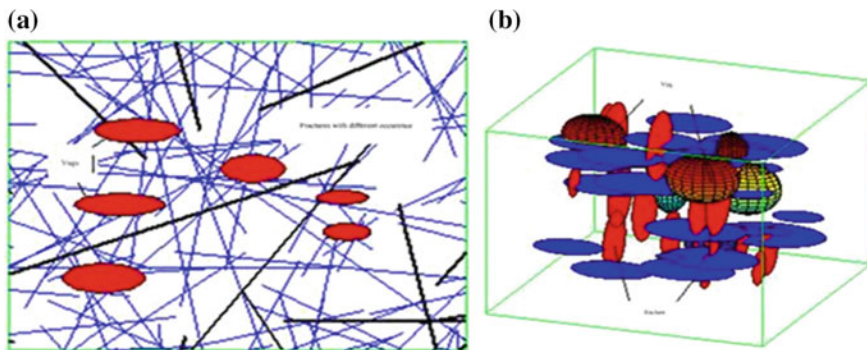 (a)
(b)
Fractures with different occurrence
Vugs
Vug
fracture